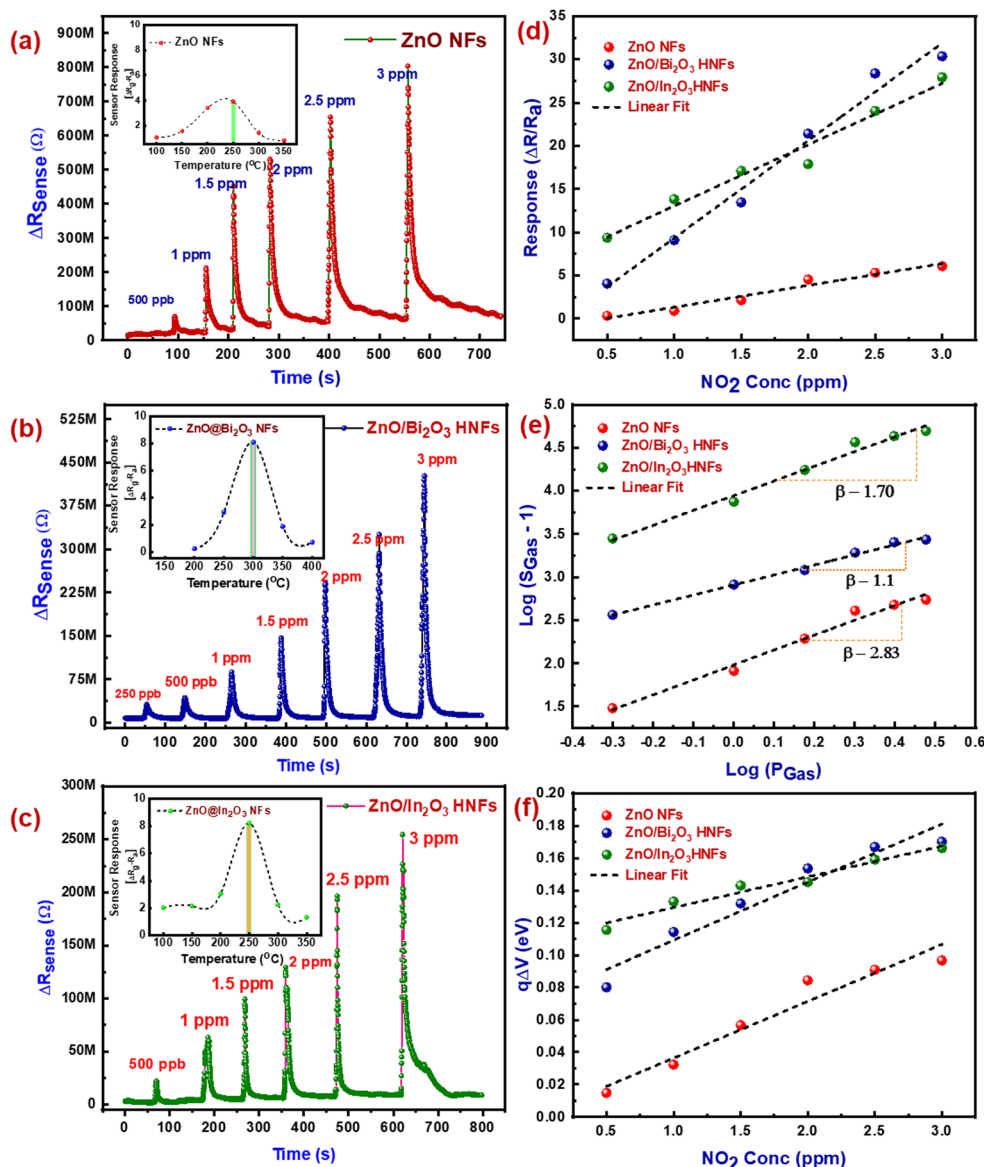 (a)
900M
800M
700M
600M
500M
400M
300M
200M
100M
0
ΔRSense (Ω)
ZnO NFs
500 ppb
1 ppm
1.5 ppm
2 ppm
2.5 ppm
3 ppm
0 100 200 300 400 500 600 700
Time (s)
10
8
6
4
2
Sensor Response
[ΔRg-Ra]
ZnO NFs
100 150 200 250 300 350
Temperature (OC)
(b)
525M
450M
375M
300M
225M
150M
75M
0
ΔRSense (Ω)
ZnO/Bi2O3 HNFs
250 ppb
500 ppb
1 ppm
1.5 ppm
2 ppm
2.5 ppm
3 ppm
0 100 200 300 400 500 600 700 800 900
Time (s)
10
8
6
4
2
0
Sensor Response
[ΔRg-Ra]
ZnO@Bi2O3 NFs
100 150 200 250 300 350 400
Temperature (OC)
(c)
300M
250M
200M
150M
100M
50M
0
ΔRsense (Ω)
ZnO/In2O3 HNFs
500 ppb
1 ppm
1.5 ppm
2 ppm
2.5 ppm
3 ppm
0 100 200 300 400 500 600 700 800
Time (s)
10
8
6
4
2
0
Sensor Response
[ΔRg-Ra]
ZnO@In2O3 NFs
100 150 200 250 300 350
Temperature (OC)
(d)
35
30
25
20
15
10
5
0
Response (ΔR/Ra)
ZnO NFs
ZnO/Bi2O3 HNFs
ZnO/In2O3HNFs
Linear Fit
0.5 1.0 1.5 2.0 2.5 3.0
NO2 Conc (ppm)
(e)
5.0
4.5
4.0
3.5
3.0
2.5
2.0
1.5
Log (SGas - 1)
ZnO NFs
ZnO/Bi2O3 HNFs
ZnO/In2O3HNFs
Linear Fit
β – 1.70
β – 1.1
β – 2.83
-0.4 -0.3 -0.2 -0.1 0.0 0.1 0.2 0.3 0.4 0.5 0.6
Log (PGas)
(f)
0.20
0.18
0.16
0.14
0.12
0.10
0.08
0.06
0.04
0.02
0.00
qΔV (eV)
ZnO NFs
ZnO/Bi2O3 HNFs
ZnO/In2O3HNFs
Linear Fit
0.5 1.0 1.5 2.0 2.5 3.0
NO2 Conc (ppm)